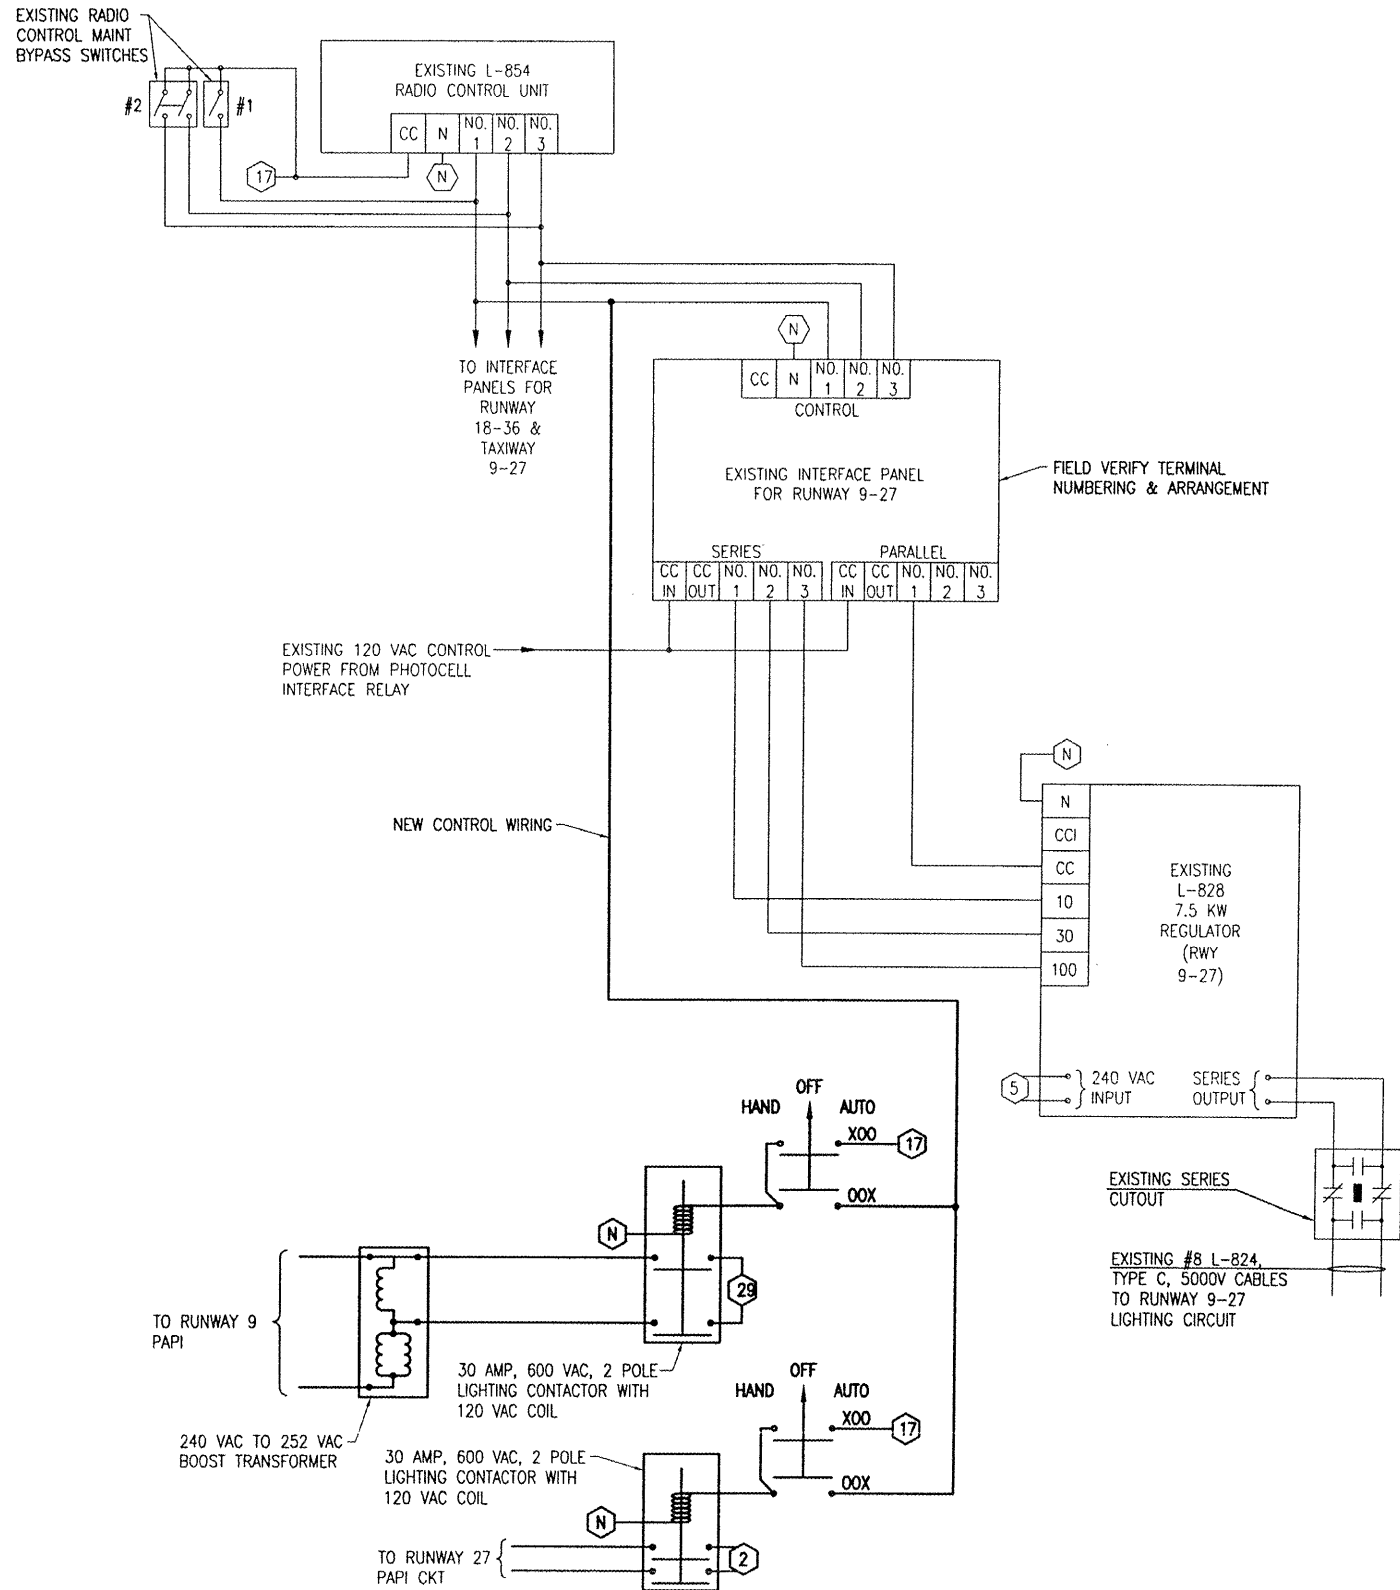 EXISTING RADIO
CONTROL MAINT
BYPASS SWITCHES
#2
#1
EXISTING L-854
RADIO CONTROL UNIT
CC
N
NO. 1
NO. 2
NO. 3
17
N
TO INTERFACE
PANELS FOR
RUNWAY
18-36 &
TAXIWAY
9-27
N
CC
N
NO. 1
NO. 2
NO. 3
CONTROL
EXISTING INTERFACE PANEL
FOR RUNWAY 9-27
FIELD VERIFY TERMINAL
NUMBERING & ARRANGEMENT
SERIES
PARALLEL
CC IN
CC OUT
NO. 1
NO. 2
NO. 3
CC IN
CC OUT
NO. 1
NO. 2
NO. 3
EXISTING 120 VAC CONTROL
POWER FROM PHOTOCELL
INTERFACE RELAY
NEW CONTROL WIRING
N
N
CCI
CC
10
30
100
EXISTING
L-828
7.5 KW
REGULATOR
(RWY
9-27)
5
240 VAC
INPUT
SERIES
OUTPUT
EXISTING SERIES
CUTOUT
EXISTING #8 L-824,
TYPE C, 5000V CABLES
TO RUNWAY 9-27
LIGHTING CIRCUIT
OFF
HAND
AUTO
XOO
17
OOX
N
29
TO RUNWAY 9
PAPI
30 AMP, 600 VAC, 2 POLE
LIGHTING CONTACTOR WITH
120 VAC COIL
240 VAC TO 252 VAC
BOOST TRANSFORMER
OFF
HAND
AUTO
XOO
17
OOX
30 AMP, 600 VAC, 2 POLE
LIGHTING CONTACTOR WITH
120 VAC COIL
N
2
TO RUNWAY 27
PAPI CKT